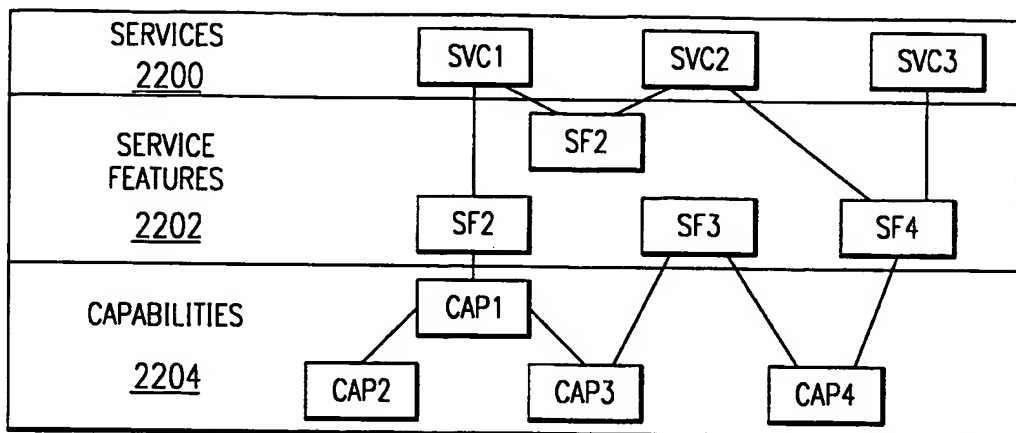 SERVICES
2200
SVC1
SVC2
SVC3
SERVICE
FEATURES
2202
SF2
SF2
SF3
SF4
CAPABILITIES
2204
CAP1
CAP2
CAP3
CAP4